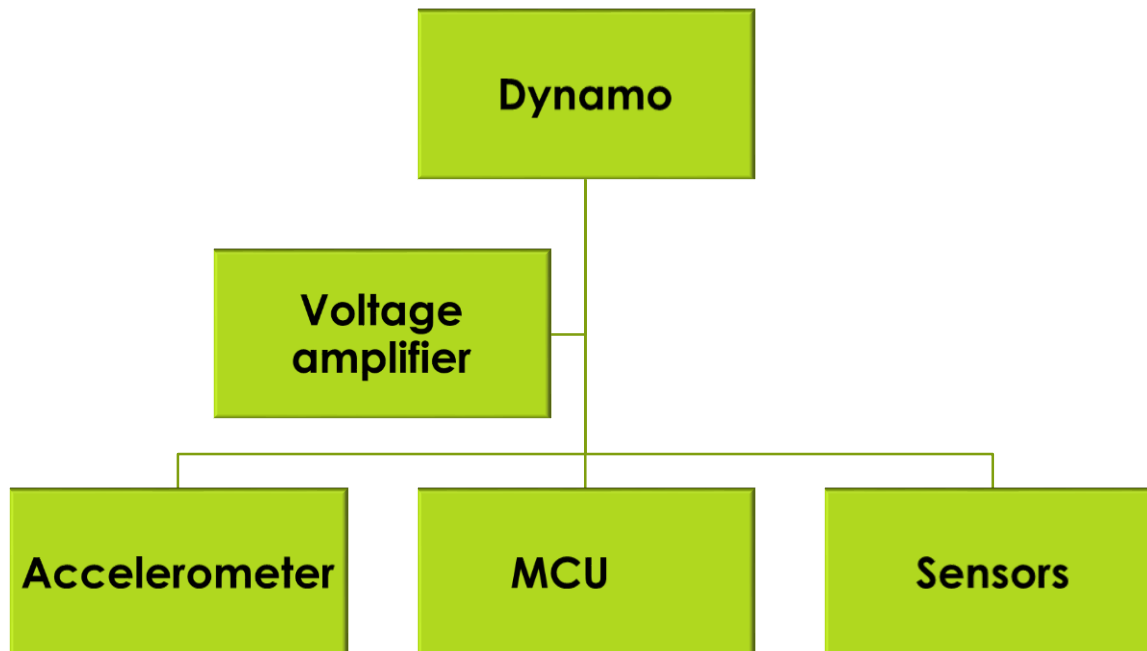 Dynamo
Voltage
amplifier
Accelerometer
MCU
Sensors